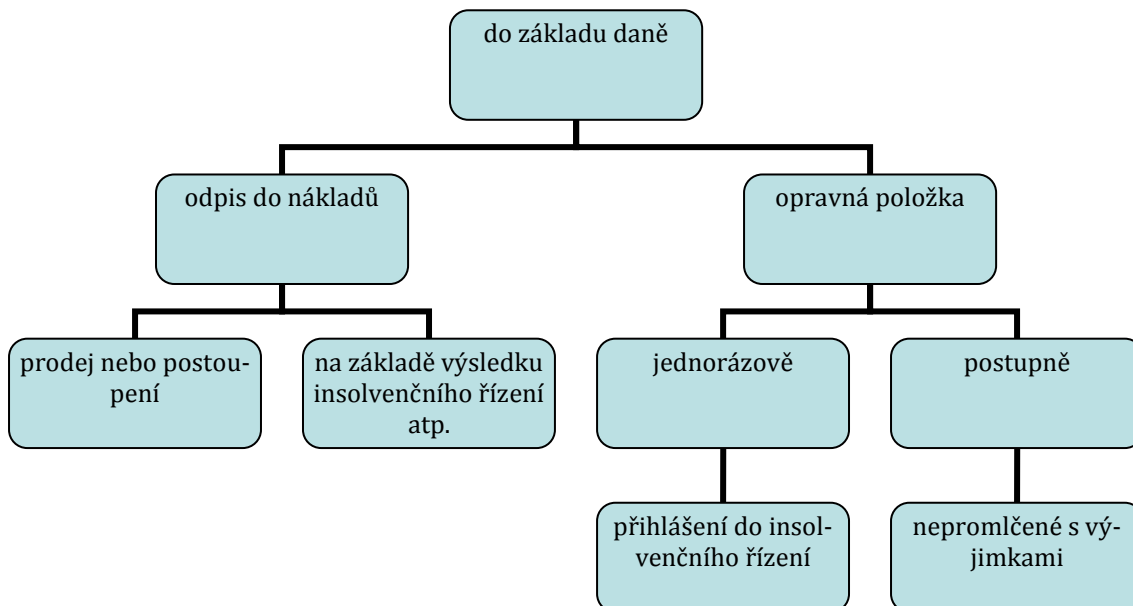 do základu daně
odpis do nákladů
opravná položka
prodej nebo postou-
pení
na základě výsledku
insolvenčního řízení
atp.
jednorázově
postupně
přihlášení do insol-
venčního řízení
nepromlčené s vý-
jimkami